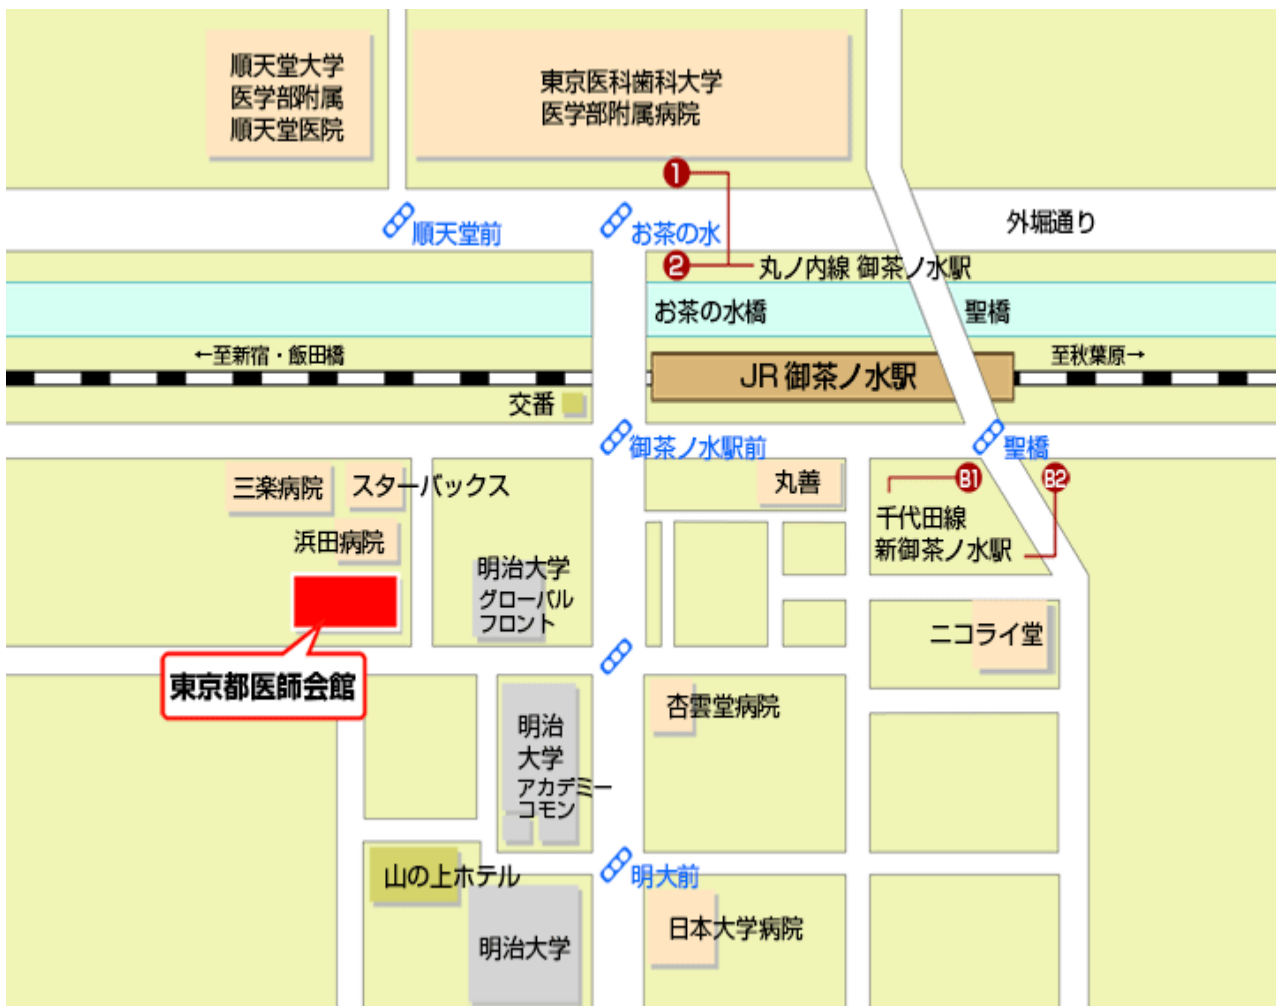 順天堂大学
医学部附属
順天堂医院
東京医科歯科大学
医学部附属病院
1
順天堂前
お茶の水
外堀通り
2
丸ノ内線 御茶ノ水駅
お茶の水橋
聖橋
←至新宿・飯田橋
JR 御茶ノ水駅
至秋葉原→
交番
御茶ノ水駅前
聖橋
三楽病院
スターバックス
丸善
B1
B2
千代田線
新御茶ノ水駅
浜田病院
明治大学
グローバル
フロント
ニコライ堂
東京都医師会館
杏雲堂病院
明治
大学
アカデミー
コモン
山の上ホテル
明大前
日本大学病院
明治大学